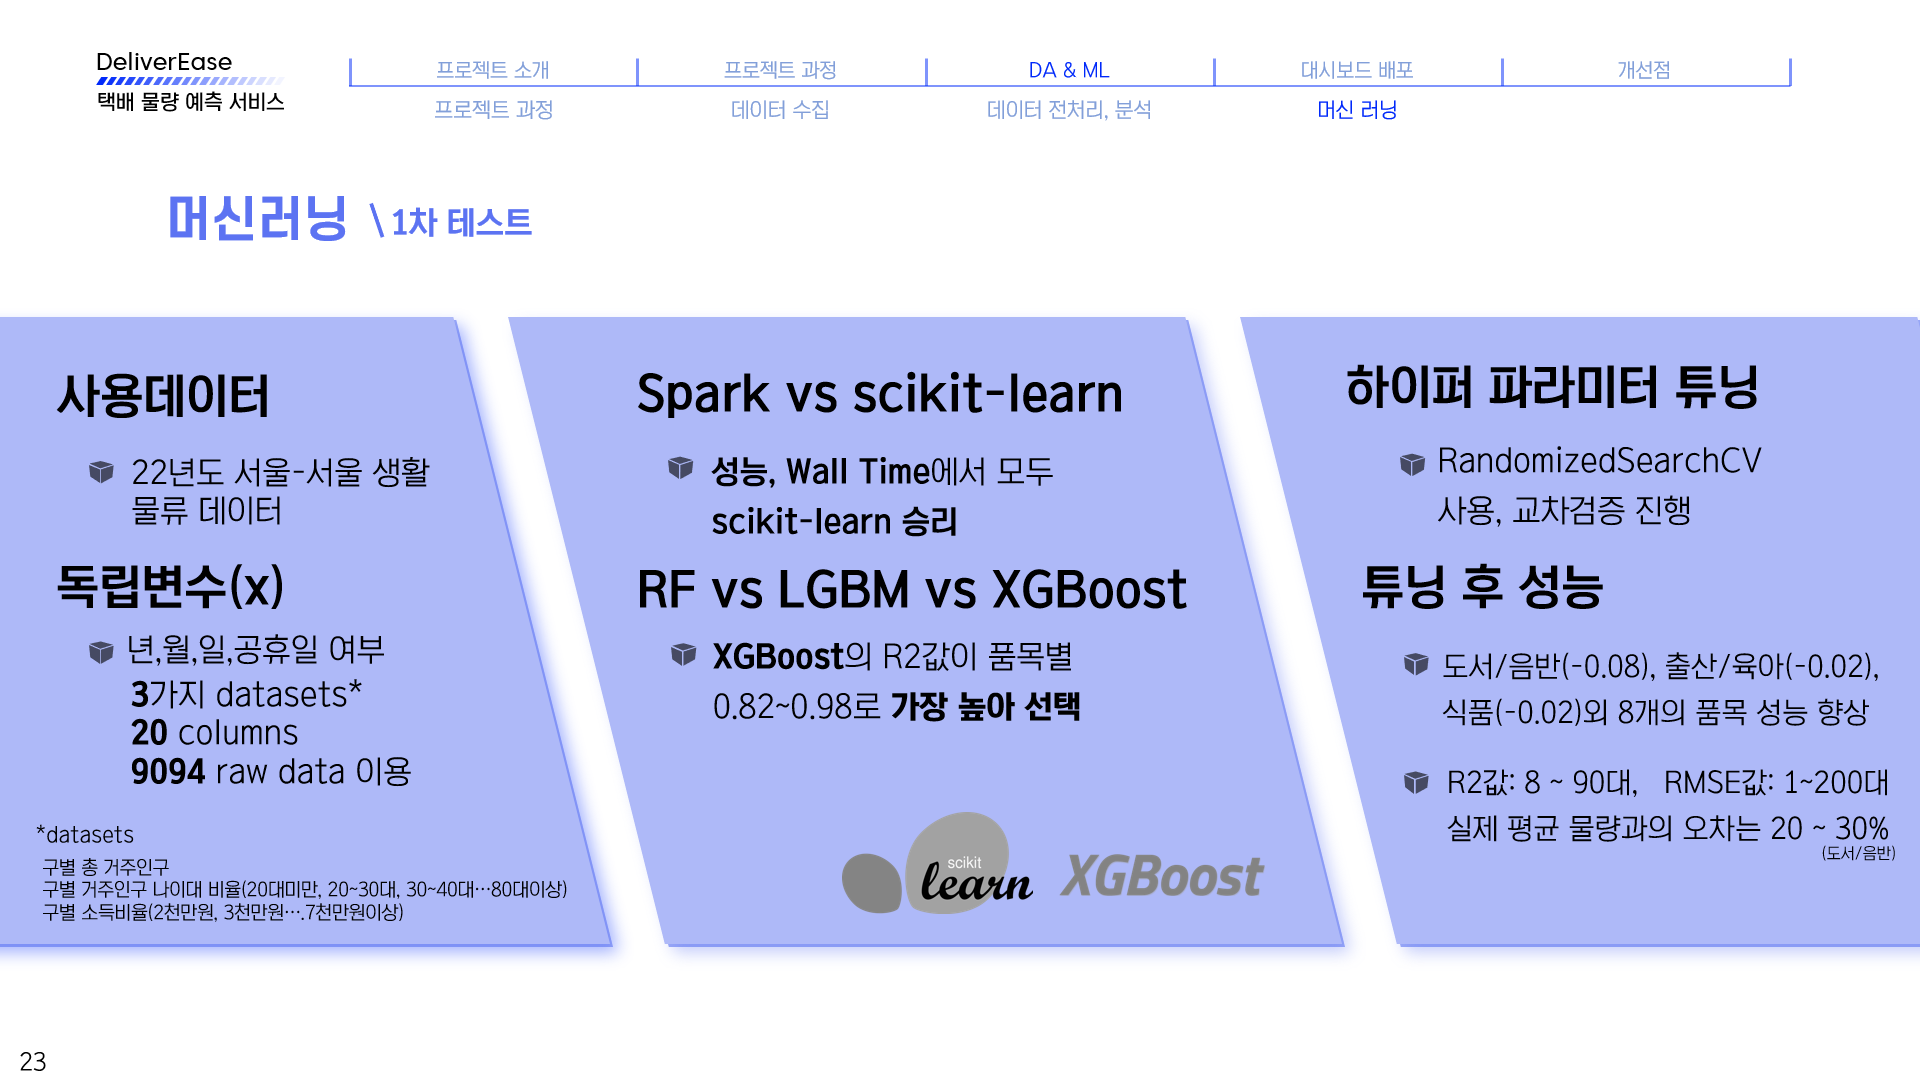 DeliverEase
택배 물량 예측 서비스
프로젝트 소개
프로젝트 과정
DA & ML
대시보드 배포
개선점
프로젝트 과정
데이터 수집
데이터 전처리, 분석
머신 러닝
머신러닝 \ 1차 테스트
사용데이터
22년도 서울-서울 생활
물류 데이터
독립변수(x)
년,월,일,공휴일 여부
3가지 datasets*
20 columns
9094 raw data 이용
*datasets
구별 총 거주인구
구별 거주인구 나이대 비율(20대미만, 20~30대, 30~40대…80대이상)
구별 소득비율(2천만원, 3천만원….7천만원이상)
Spark vs scikit-learn
성능, Wall Time에서 모두
scikit-learn 승리
RF vs LGBM vs XGBoost
XGBoost의 R2값이 품목별
0.82~0.98로 가장 높아 선택
scikit
learn
XGBoost
하이퍼 파라미터 튜닝
RandomizedSearchCV
사용, 교차검증 진행
튜닝 후 성능
도서/음반(-0.08), 출산/육아(-0.02),
식품(-0.02)외 8개의 품목 성능 향상
R2값: 8 ~ 90대, RMSE값: 1~200대
실제 평균 물량과의 오차는 20 ~ 30%
(도서/음반)
23